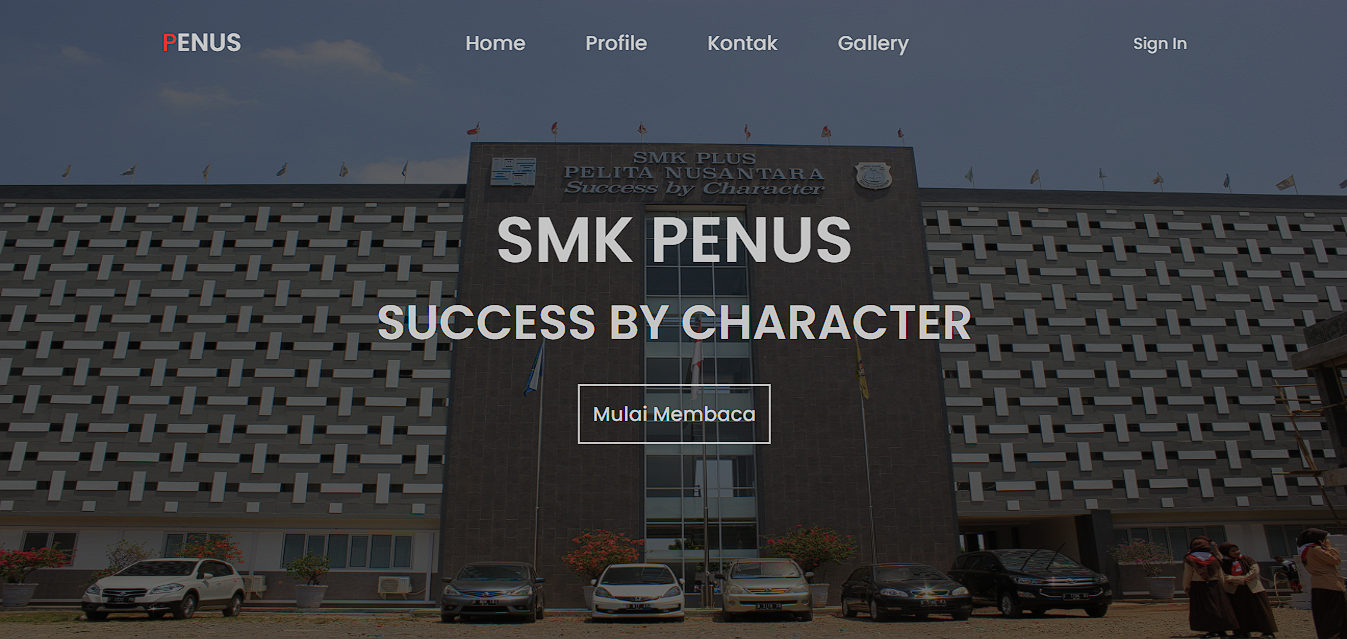 PENUS
Home
Profile
Kontak
Gallery
Sign In
SMK PLUS
PELITA NUSANTARA
Success by Character
SMK PENUS
SUCCESS BY CHARACTER
Mulai Membaca